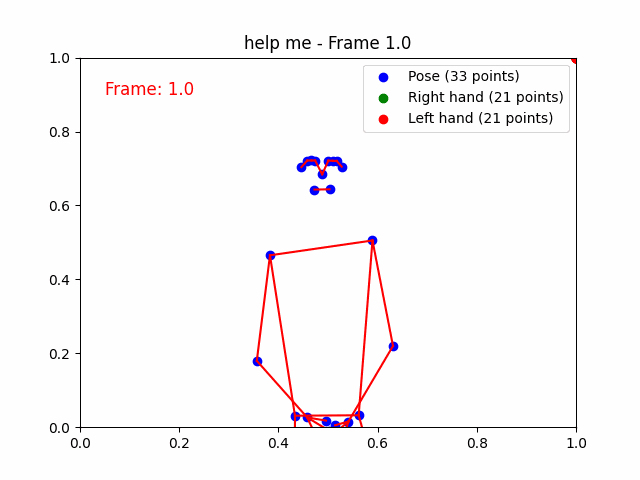 help me - Frame 1.0
Frame: 1.0
Pose (33 points)
Right hand (21 points)
Left hand (21 points)
1.0
0.8
0.6
0.4
0.2
0.0
0.0 0.2 0.4 0.6 0.8 1.0